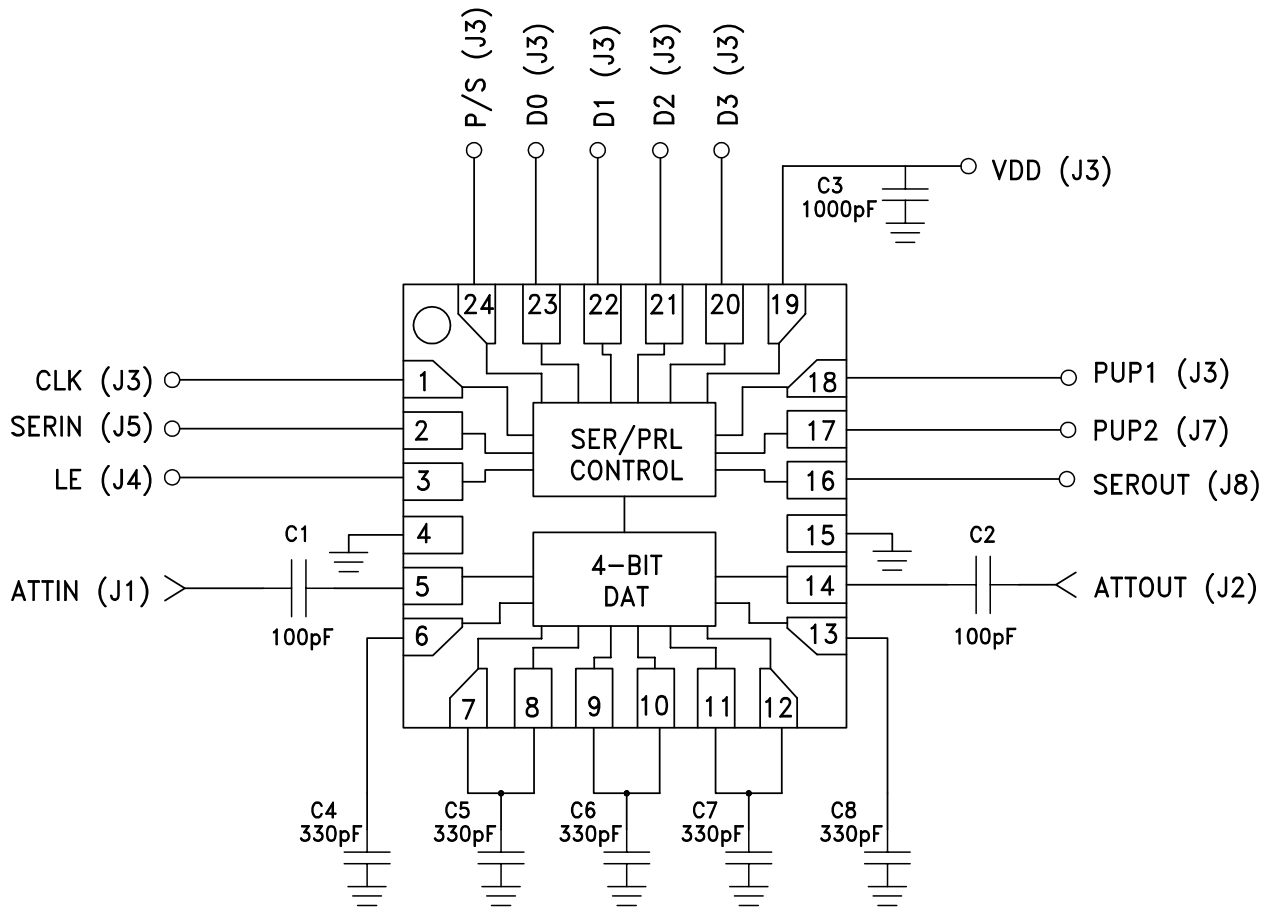 P/S (J3)
D0 (J3)
D1 (J3)
D2 (J3)
D3 (J3)
VDD (J3)
C3
1000pF
24
23
22
21
20
19
CLK (J3)
1
18
PUP1 (J3)
SERIN (J5)
2
SER/PRL
CONTROL
17
PUP2 (J7)
LE (J4)
3
16
SEROUT (J8)
4
15
C1
C2
ATTIN (J1)
5
4-BIT
DAT
14
ATTOUT (J2)
100pF
100pF
6
13
7
8
9
10
11
12
C4
330pF
C5
330pF
C6
330pF
C7
330pF
C8
330pF